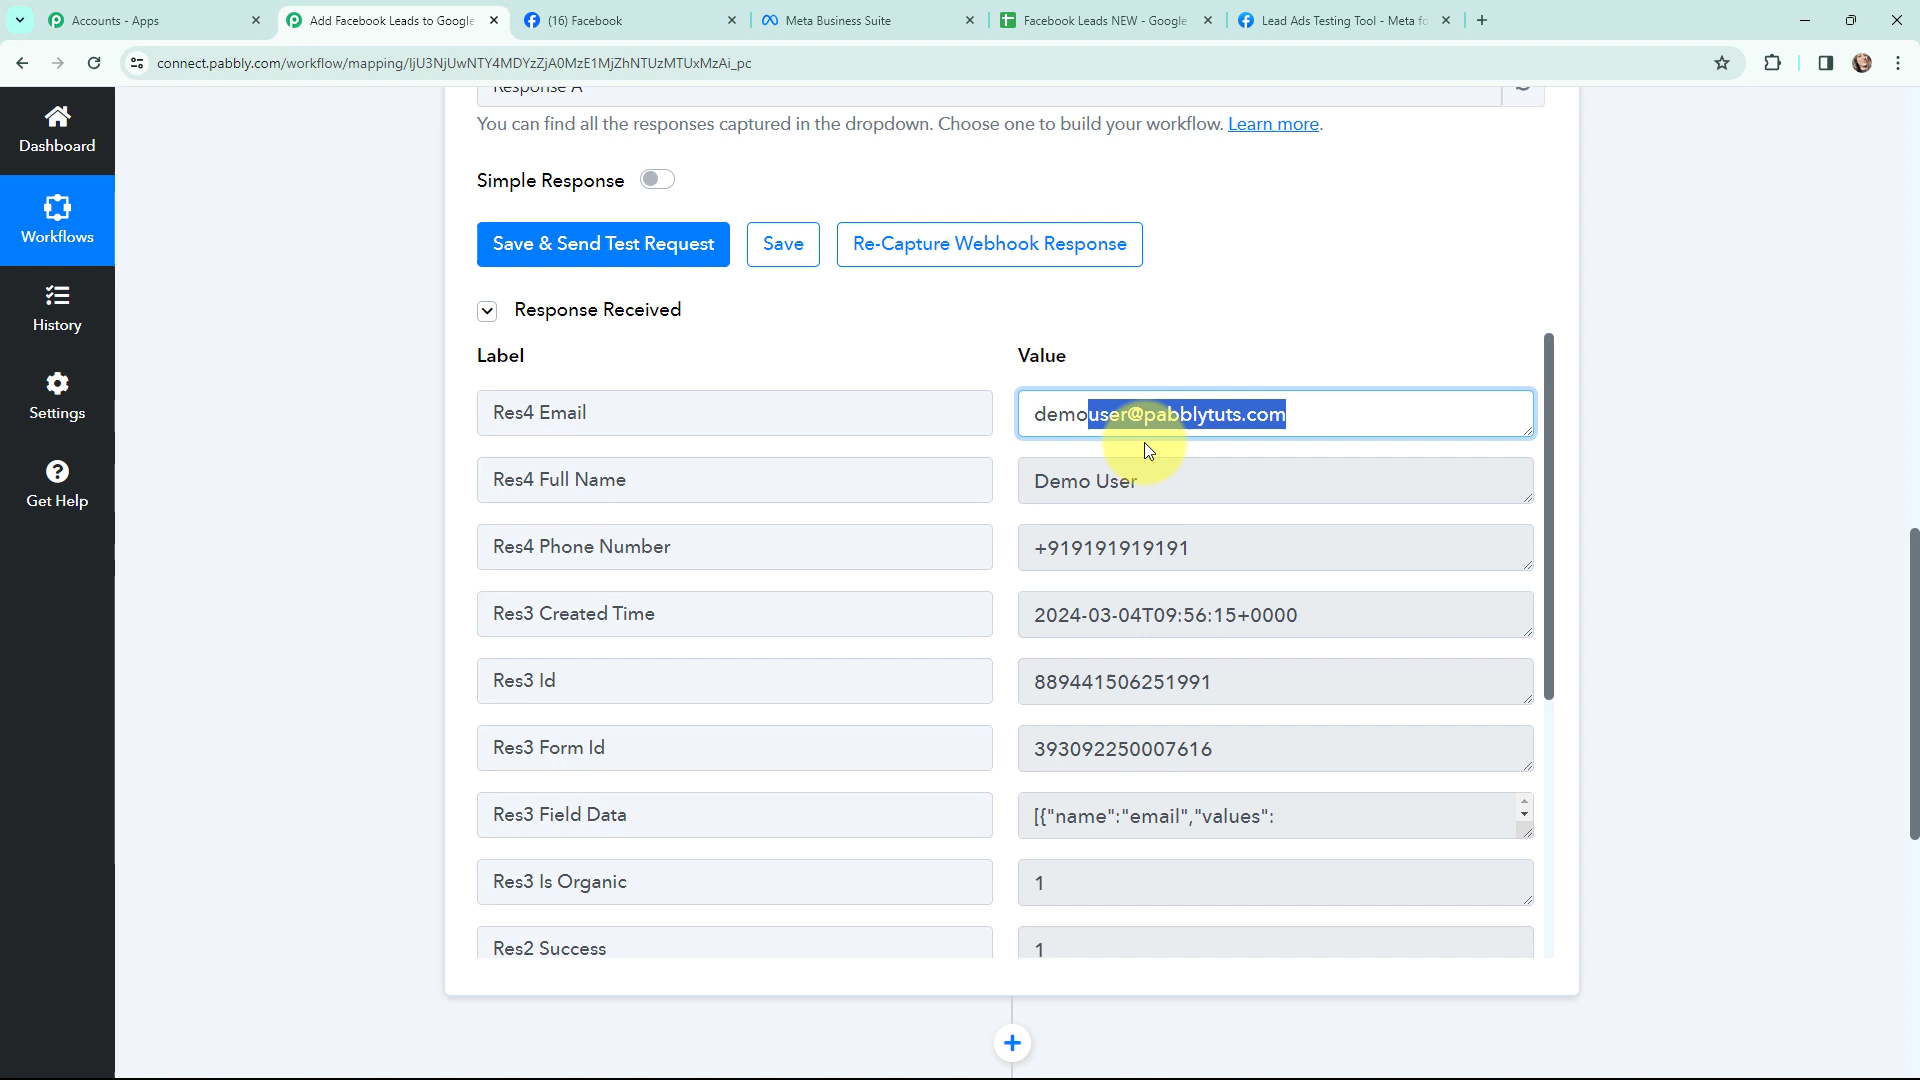 Accounts - Apps
Add Facebook Leads to Google
(16) Facebook
Meta Business Suite
Facebook Leads NEW - Google
Lead Ads Testing Tool - Meta fo
connect.pabbly.com/workflow/mapping/IjU3NjUwNTY4MDYzZjA0MzE1MjZhNTUzMTUxMzAi_pc
Dashboard
Workflows
History
Settings
Get Help
Response A
You can find all the responses captured in the dropdown. Choose one to build your workflow. Learn more.
Simple Response
Save & Send Test Request
Save
Re-Capture Webhook Response
Response Received
Label
Value
Res4 Email
demouser@pabblytuts.com
Res4 Full Name
Demo User
Res4 Phone Number
+919191919191
Res3 Created Time
2024-03-04T09:56:15+0000
Res3 Id
889441506251991
Res3 Form Id
393092250007616
Res3 Field Data
[{"name":"email","values":
Res3 Is Organic
1
Res2 Success
1